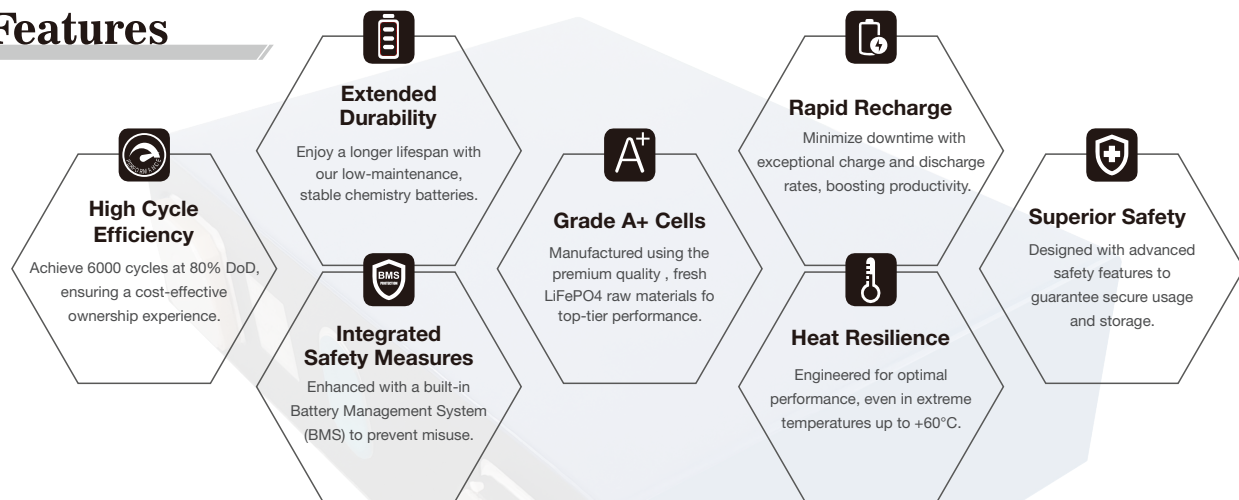 Features
High Cycle
Efficiency
Achieve 6000 cycles at 80% DoD,
ensuring a cost-effective
ownership experience.
Extended
Durability
Enjoy a longer lifespan with
our low-maintenance,
stable chemistry batteries.
BMS
PROTECTION
Integrated
Safety Measures
Enhanced with a built-in
Battery Management System
(BMS) to prevent misuse.
A+
Grade A+ Cells
Manufactured using the
premium quality , fresh
LiFePO4 raw materials fo
top-tier performance.
Rapid Recharge
Minimize downtime with
exceptional charge and discharge
rates, boosting productivity.
Heat Resilience
Engineered for optimal
performance, even in extreme
temperatures up to +60°C.
Superior Safety
Designed with advanced
safety features to
guarantee secure usage
and storage.